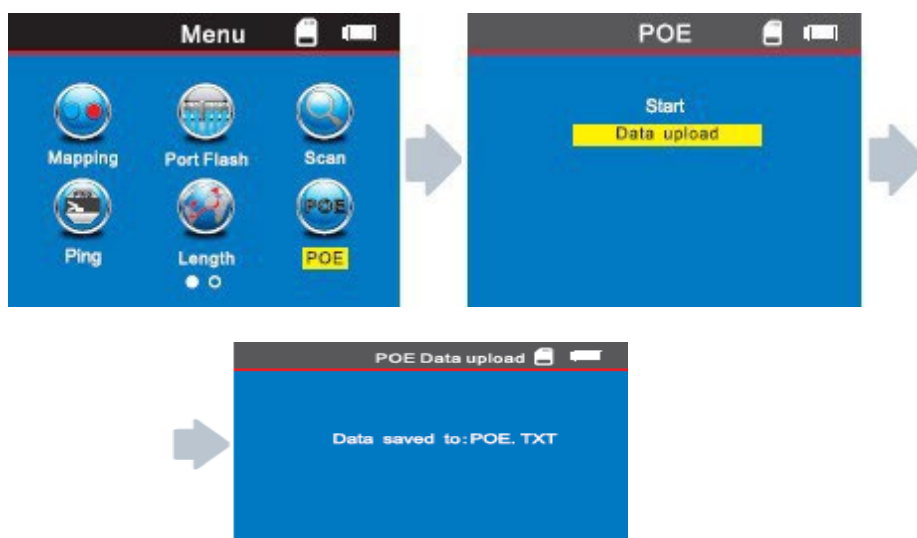 Menu
Mapping
Port Flash
Scan
Ping
Length
POE
POE
POE
Start
Data upload
POE Data upload
Data saved to:POE. TXT